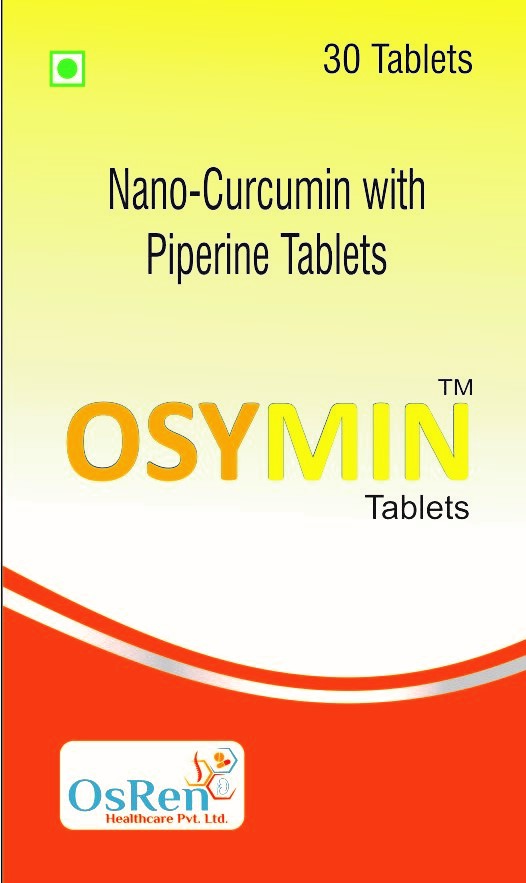 30 Tablets
Nano-Curcumin with
Piperine Tablets
OSYMIN™
Tablets
OsRen
Healthcare Pvt. Ltd.